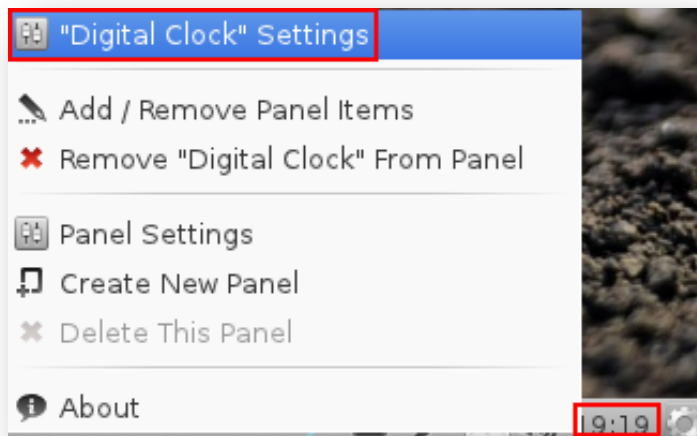 "Digital Clock" Settings
Add / Remove Panel Items
Remove "Digital Clock" From Panel
Panel Settings
Create New Panel
Delete This Panel
About
19:19